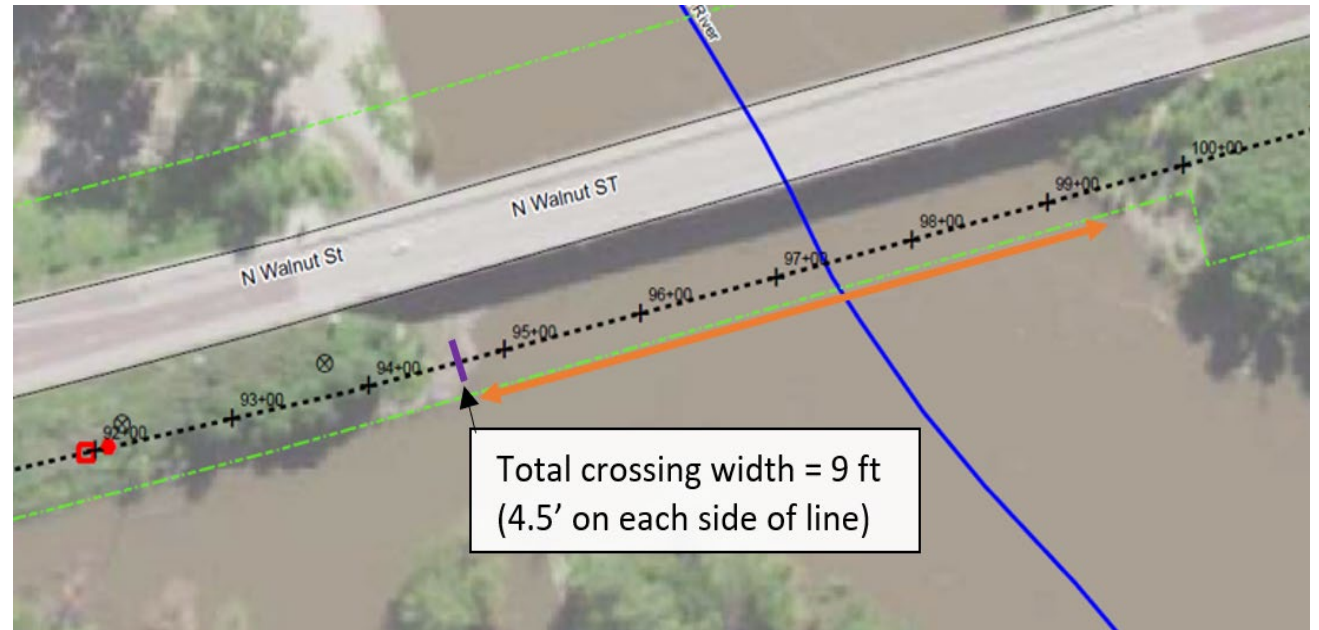 River
N Walnut ST
N Walnut St
100+00
99+00
98+00
97+00
96+00
95+00
94+00
93+00
92+00
Total crossing width = 9 ft
(4.5’ on each side of line)